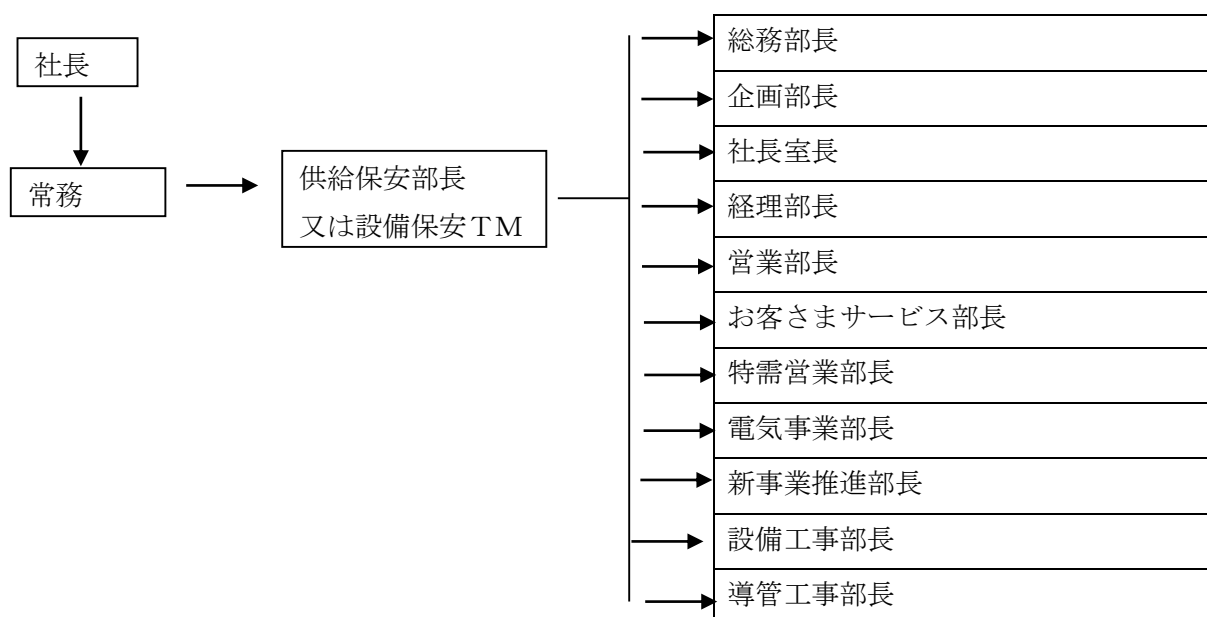 社長
常務
供給保安部長
又は設備保安ＴＭ
総務部長
企画部長
社長室長
経理部長
営業部長
お客さまサービス部長
特需営業部長
電気事業部長
新事業推進部長
設備工事部長
導管工事部長